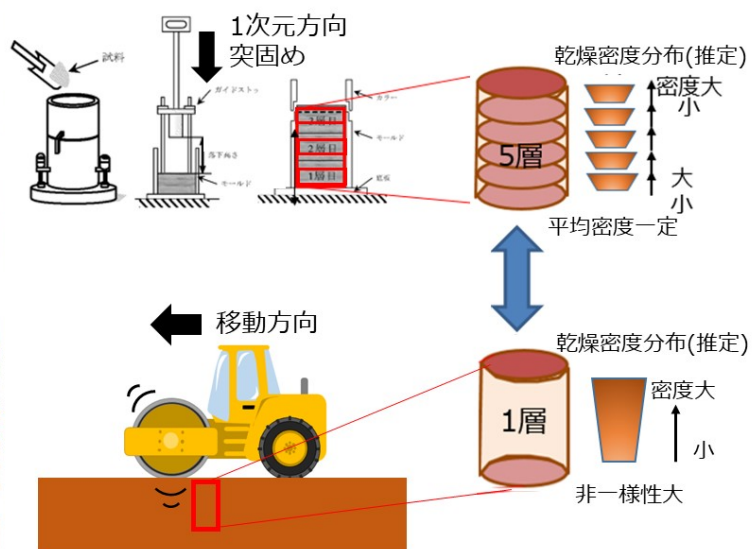 1次元方向
突固め
試料
ガイドストッ
落下高さ
モールド
カラー
モールド
底板
3層目
2層目
1層目
乾燥密度分布(推定)
5層
密度大
小
大
小
平均密度一定
移動方向
乾燥密度分布(推定)
1層
密度大
小
非一様性大